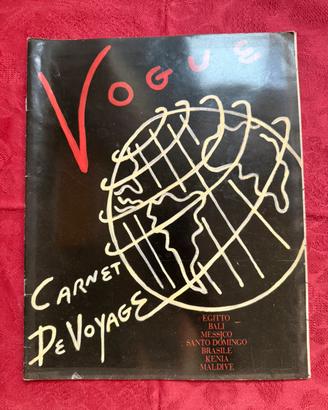 VOGUE
CARNET
DE VOYAGE
EGITTO
BALI
MESSICO
SANTO DOMINGO
BRASILE
KENIA
MALDIVE